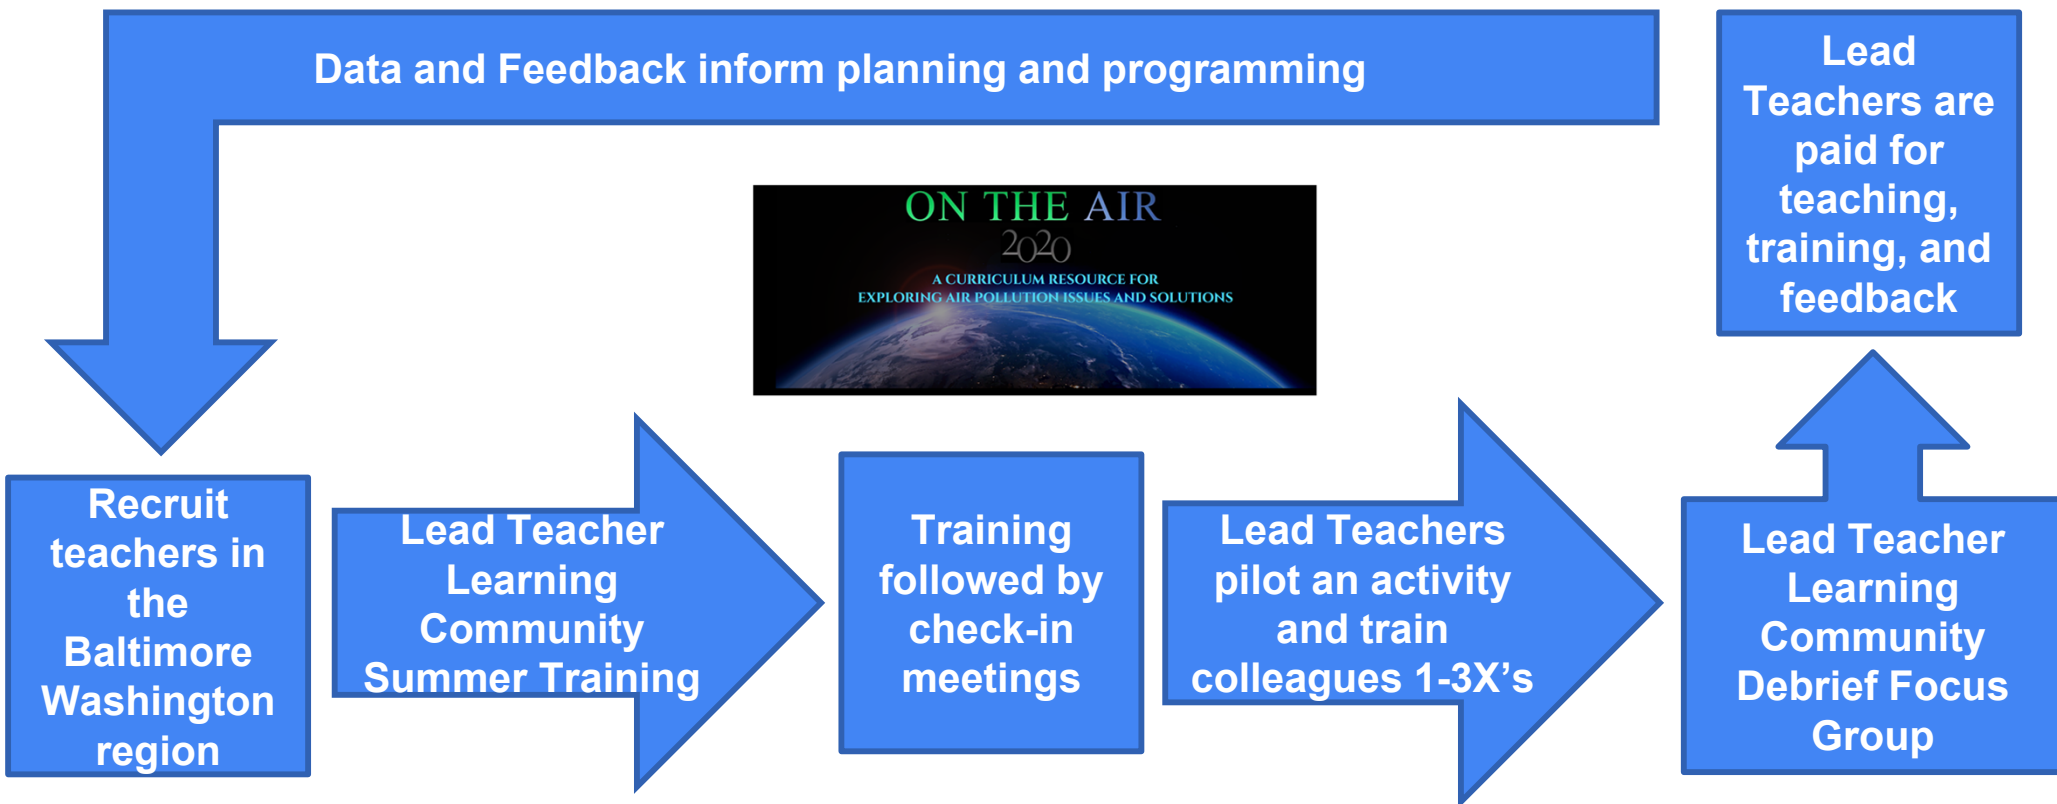 Data and Feedback inform planning and programming
Lead
Teachers are
paid for
teaching,
training, and
feedback
ON THE AIR
2020
A CURRICULUM RESOURCE FOR
EXPLORING AIR POLLUTION ISSUES AND SOLUTIONS
Recruit
teachers in
the
Baltimore
Washington
region
Lead Teacher
Learning
Community
Summer Training
Training
followed by
check-in
meetings
Lead Teachers
pilot an activity
and train
colleagues 1-3X’s
Lead Teacher
Learning
Community
Debrief Focus
Group